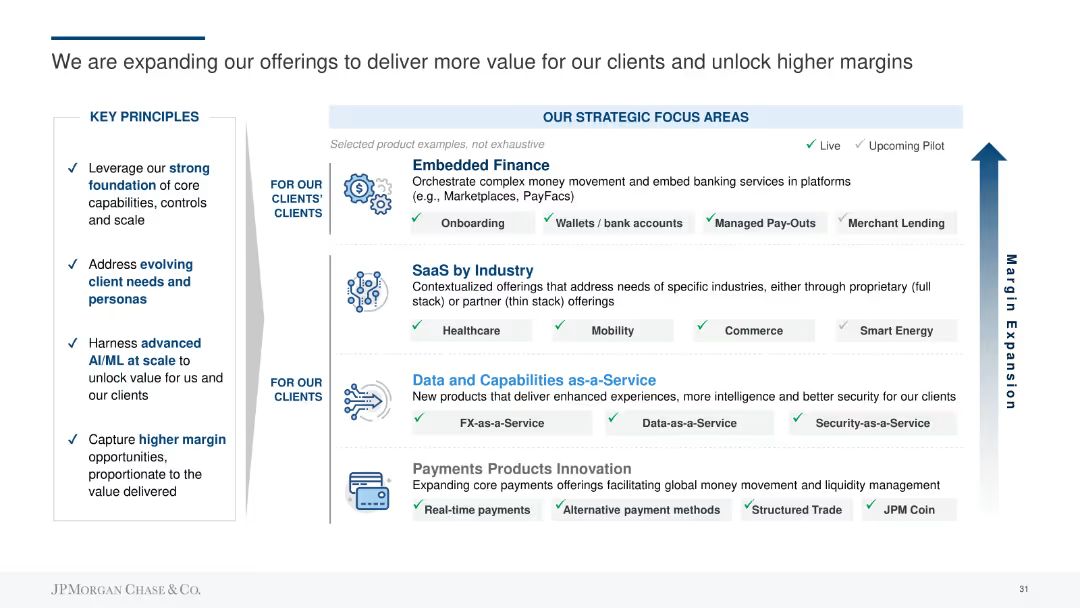 We are expanding our offerings to deliver more value for our clients and unlock higher margins
KEY PRINCIPLES
Leverage our strong
foundation of core
capabilities, controls
and scale
Address evolving
client needs and
personas
Harness advanced
AI/ML at scale to
unlock value for us and
our clients
Capture higher margin
opportunities,
proportionate to the
value delivered
OUR STRATEGIC FOCUS AREAS
Selected product examples, not exhaustive
Live
Upcoming Pilot
FOR OUR
CLIENTS'
CLIENTS
Embedded Finance
Orchestrate complex money movement and embed banking services in platforms
(e.g., Marketplaces, PayFacs)
Onboarding
Wallets / bank accounts
Managed Pay-Outs
Merchant Lending
FOR OUR
CLIENTS
SaaS by Industry
Contextualized offerings that address needs of specific industries, either through proprietary (full
stack) or partner (thin stack) offerings
Healthcare
Mobility
Commerce
Smart Energy
Data and Capabilities as-a-Service
New products that deliver enhanced experiences, more intelligence and better security for our clients
FX-as-a-Service
Data-as-a-Service
Security-as-a-Service
Payments Products Innovation
Expanding core payments offerings facilitating global money movement and liquidity management
Real-time payments
Alternative payment methods
Structured Trade
JPM Coin
Margin Expansion
JPMORGAN CHASE & CO.
31